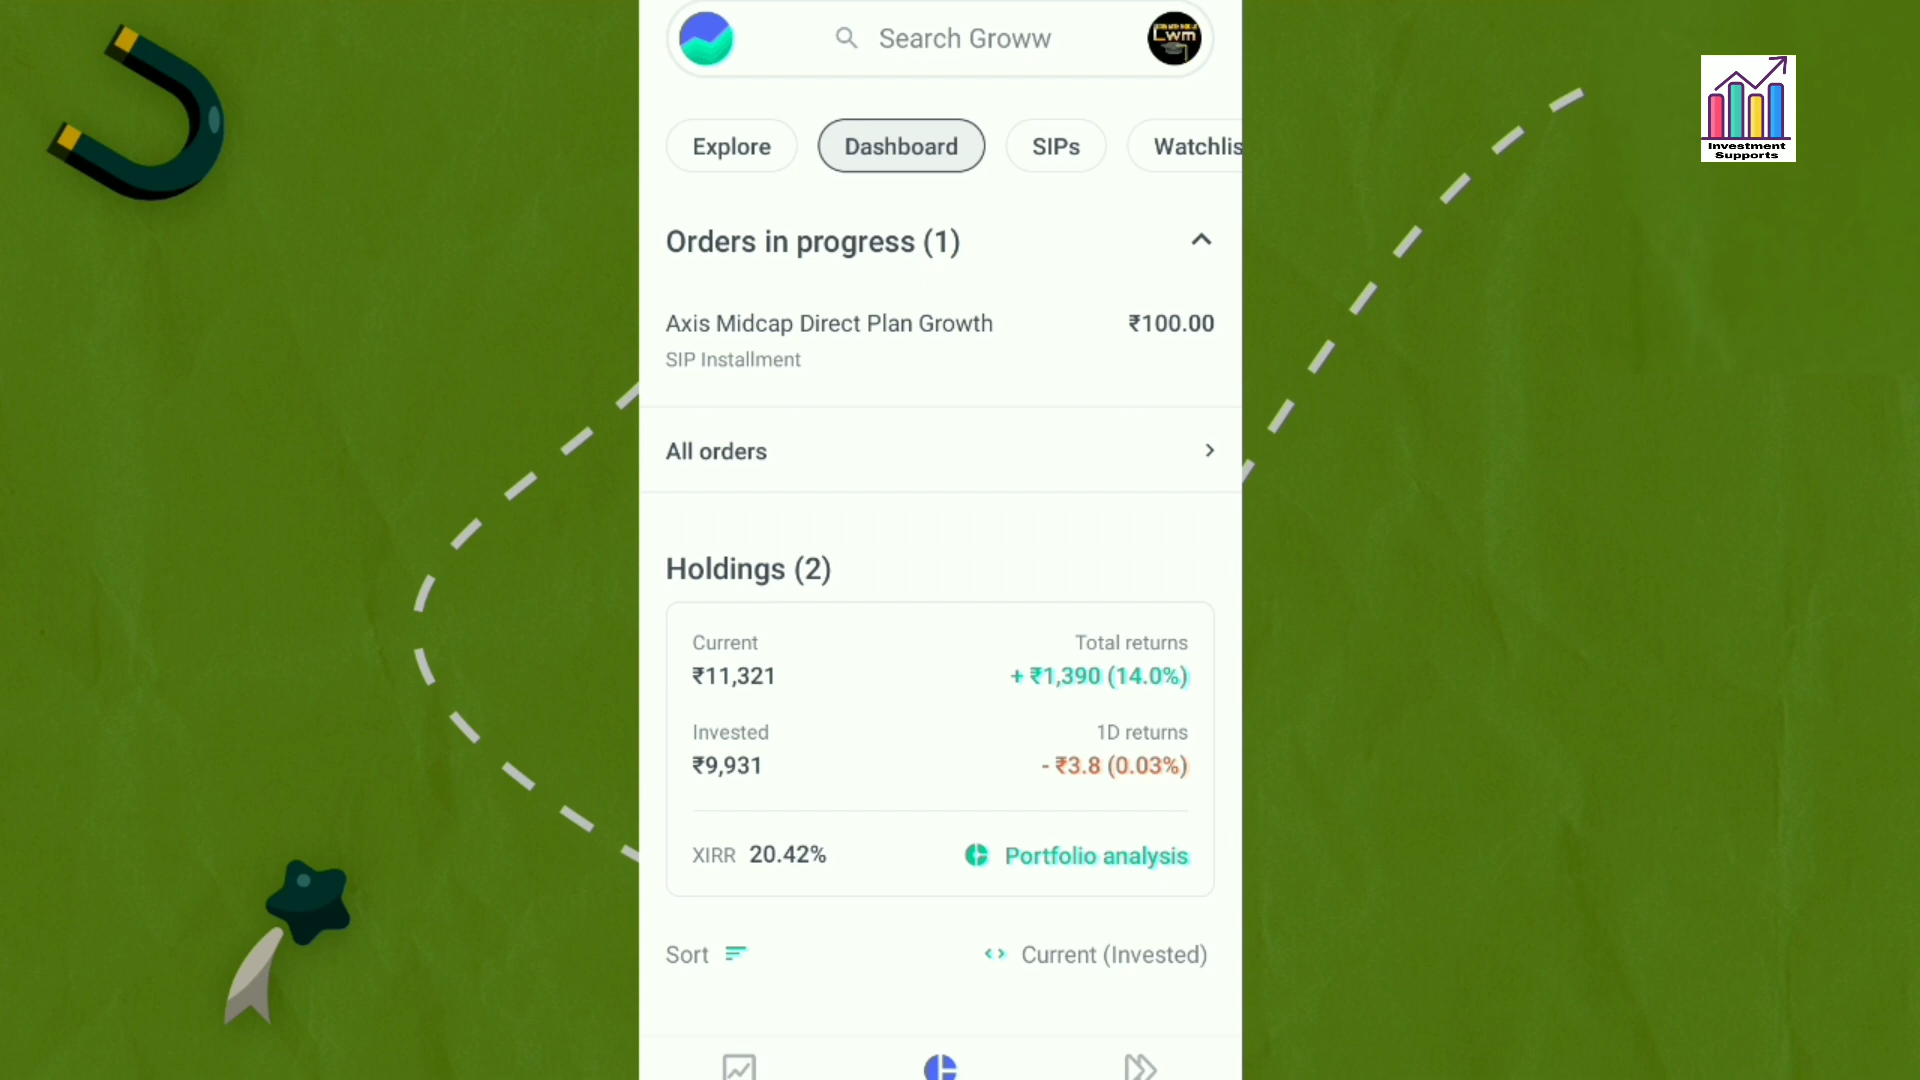 Search Groww
Lwm
Investment
Supports
Explore
Dashboard
SIPs
Watchlis
Orders in progress (1)
Axis Midcap Direct Plan Growth
₹100.00
SIP Installment
All orders
Holdings (2)
Current
Total returns
₹11,321
+ ₹1,390 (14.0%)
Invested
1D returns
₹9,931
- ₹3.8 (0.03%)
XIRR 20.42%
Portfolio analysis
Sort
Current (Invested)